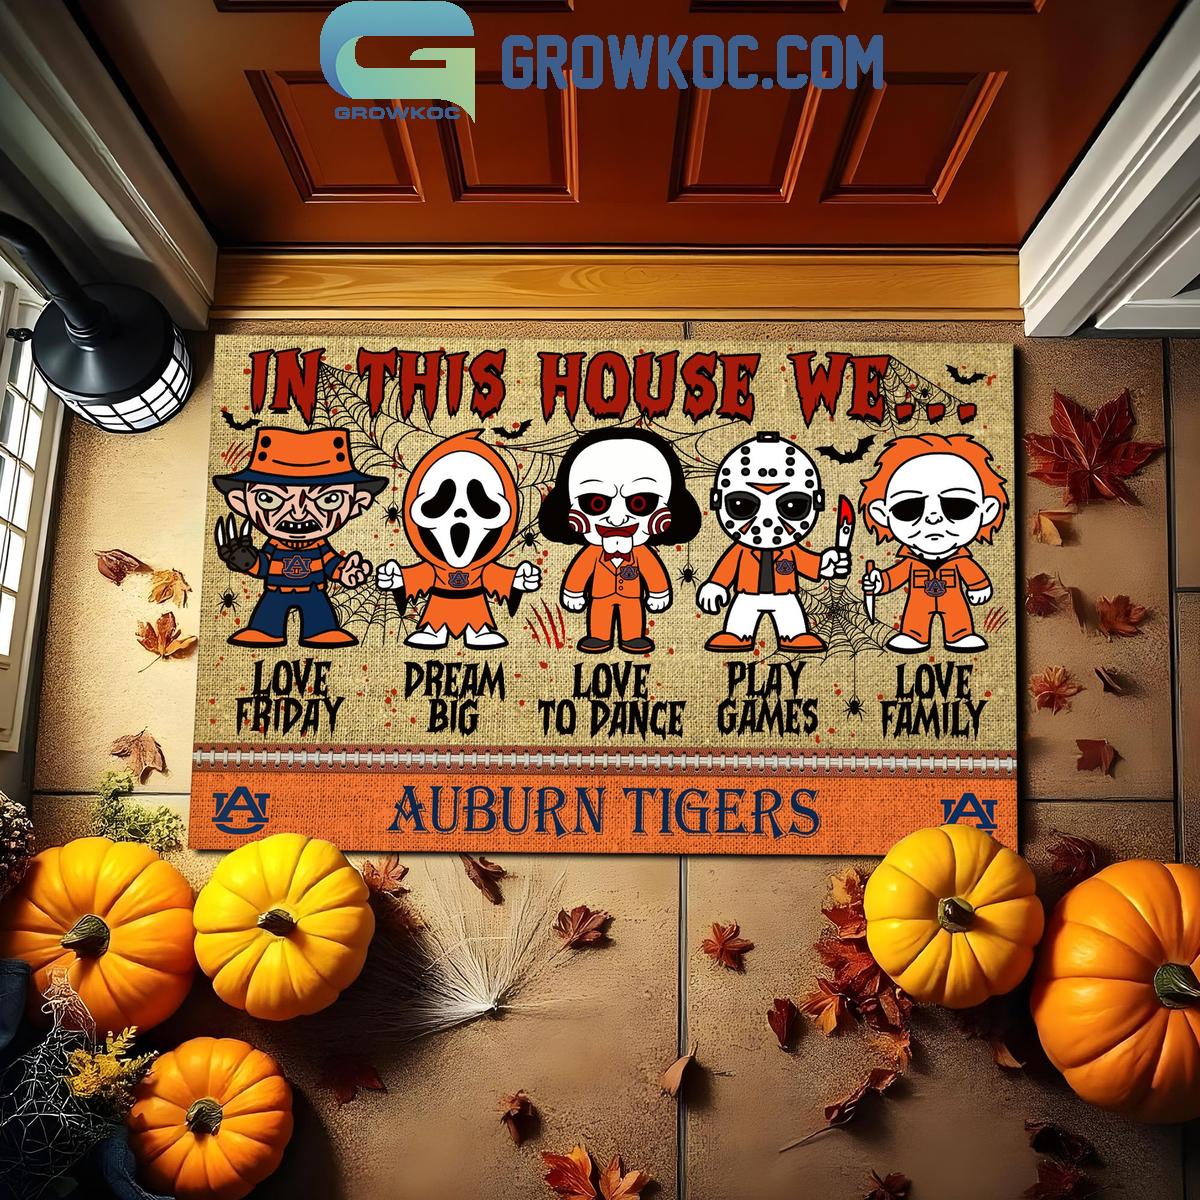 GROWKOC.COM
GROWKOC
IN THIS HOUSE WE...
LOVE
FRIDAY
DREAM
BIG
LOVE
TO DANCE
PLAY
GAMES
LOVE
FAMILY
AU
AUBURN TIGERS
AU